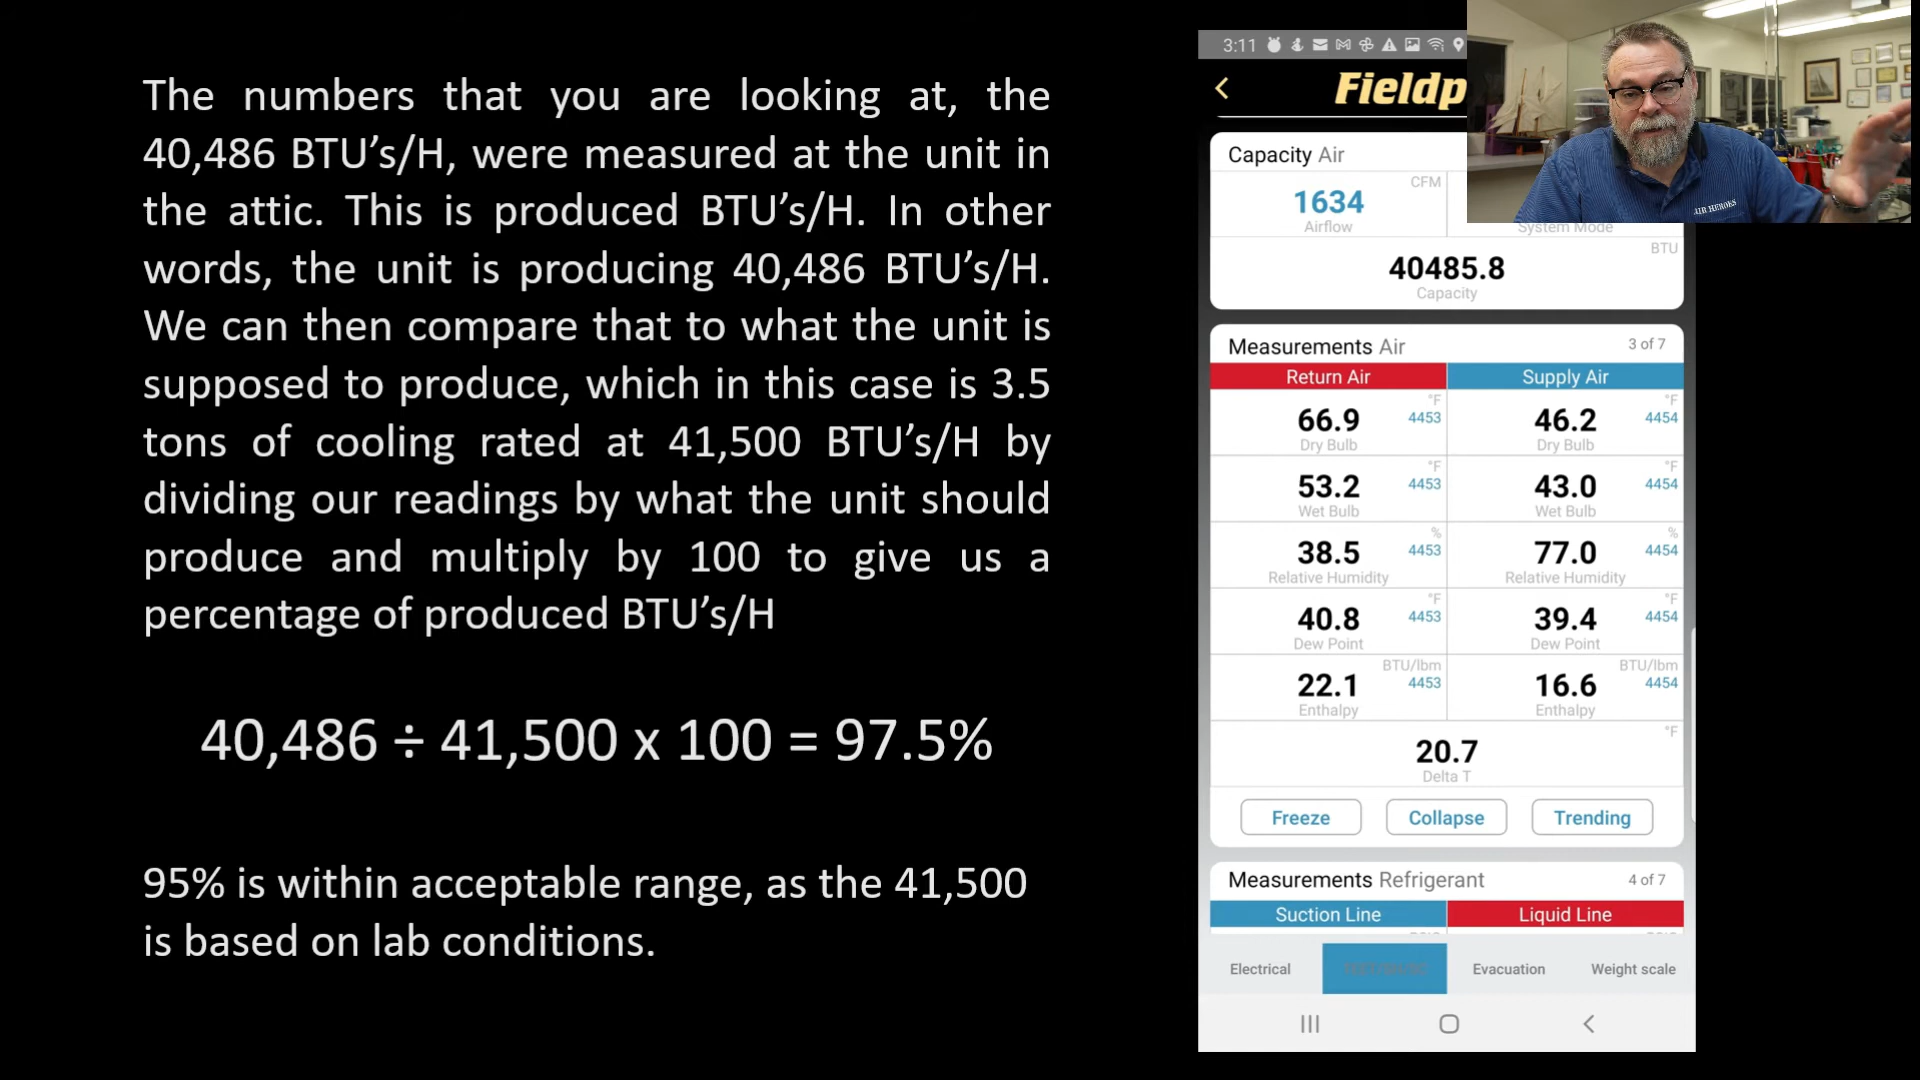 The numbers that you are looking at, the
40,486 BTU’s/H, were measured at the unit in
the attic. This is produced BTU’s/H. In other
words, the unit is producing 40,486 BTU’s/H.
We can then compare that to what the unit is
supposed to produce, which in this case is 3.5
tons of cooling rated at 41,500 BTU’s/H by
dividing our readings by what the unit should
produce and multiply by 100 to give us a
percentage of produced BTU’s/H
40,486 ÷ 41,500 x 100 = 97.5%
95% is within acceptable range, as the 41,500
is based on lab conditions.
3:11
Fieldp
Capacity Air
CFM
1634
Airflow
System Mode
BTU
40485.8
Capacity
Measurements Air 3 of 7
Return Air Supply Air
°F °F
66.9 4453 46.2 4454
Dry Bulb Dry Bulb
°F °F
53.2 4453 43.0 4454
Wet Bulb Wet Bulb
% %
38.5 4453 77.0 4454
Relative Humidity Relative Humidity
°F °F
40.8 4453 39.4 4454
Dew Point Dew Point
BTU/lbm BTU/lbm
22.1 4453 16.6 4454
Enthalpy Enthalpy
°F
20.7
Delta T
Freeze Collapse Trending
Measurements Refrigerant 4 of 7
Suction Line Liquid Line
Electrical Evacuation Weight scale
AIR HEROES